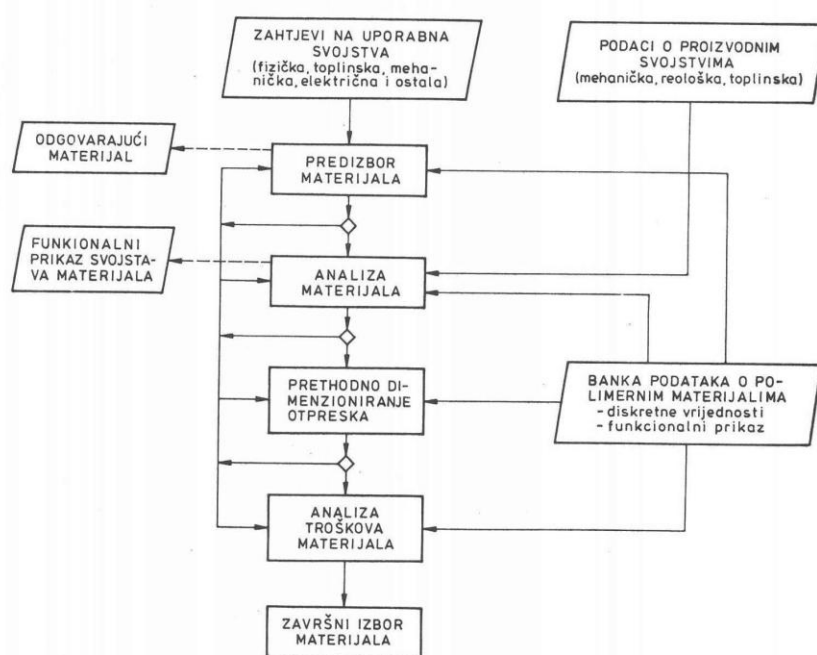 ZAHTJEVI NA UPORABNA
SVOJSTVA
(fizička, toplinska, meha-
nička, električna i ostala)
PODACI O PROIZVODNIM
SVOJSTVIMA
(mehanička, reološka, toplinska)
ODGOVARAJUĆI
MATERIJAL
PREDIZBOR
MATERIJALA
FUNKIONALNI
PRIKAZ SVOJSTA-
VA MATERIJALA
ANALIZA
MATERIJALA
PRETHODNO DI-
MENZIONIRANJE
OTPRESKA
BANKA PODATAKA O PO-
LIMERNIM MATERIJALIMA
- diskretne vrijednosti
- funkcionalni prikaz
ANALIZA
TROŠKOVA
MATERIJALA
ZAVRŠNI IZBOR
MATERIJALA